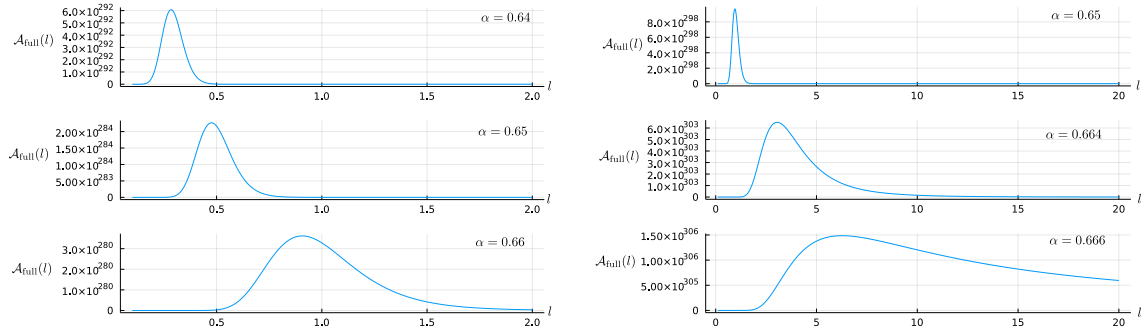 6.0×10^292
5.0×10^292
4.0×10^292
3.0×10^292
2.0×10^292
1.0×10^292
0
𝒜_full(l)
α = 0.64
0.5 1.0 1.5 2.0 l
8.0×10^298
6.0×10^298
4.0×10^298
2.0×10^298
0
𝒜_full(l)
α = 0.65
0 5 10 15 20 l
2.00×10^284
1.50×10^284
1.00×10^284
5.00×10^283
0
𝒜_full(l)
α = 0.65
0.5 1.0 1.5 2.0 l
6.0×10^303
5.0×10^303
4.0×10^303
3.0×10^303
2.0×10^303
1.0×10^303
0
𝒜_full(l)
α = 0.664
0 5 10 15 20 l
3.0×10^280
2.0×10^280
1.0×10^280
0
𝒜_full(l)
α = 0.66
0.5 1.0 1.5 2.0 l
1.50×10^306
1.00×10^306
5.00×10^305
0
𝒜_full(l)
α = 0.666
0 5 10 15 20 l